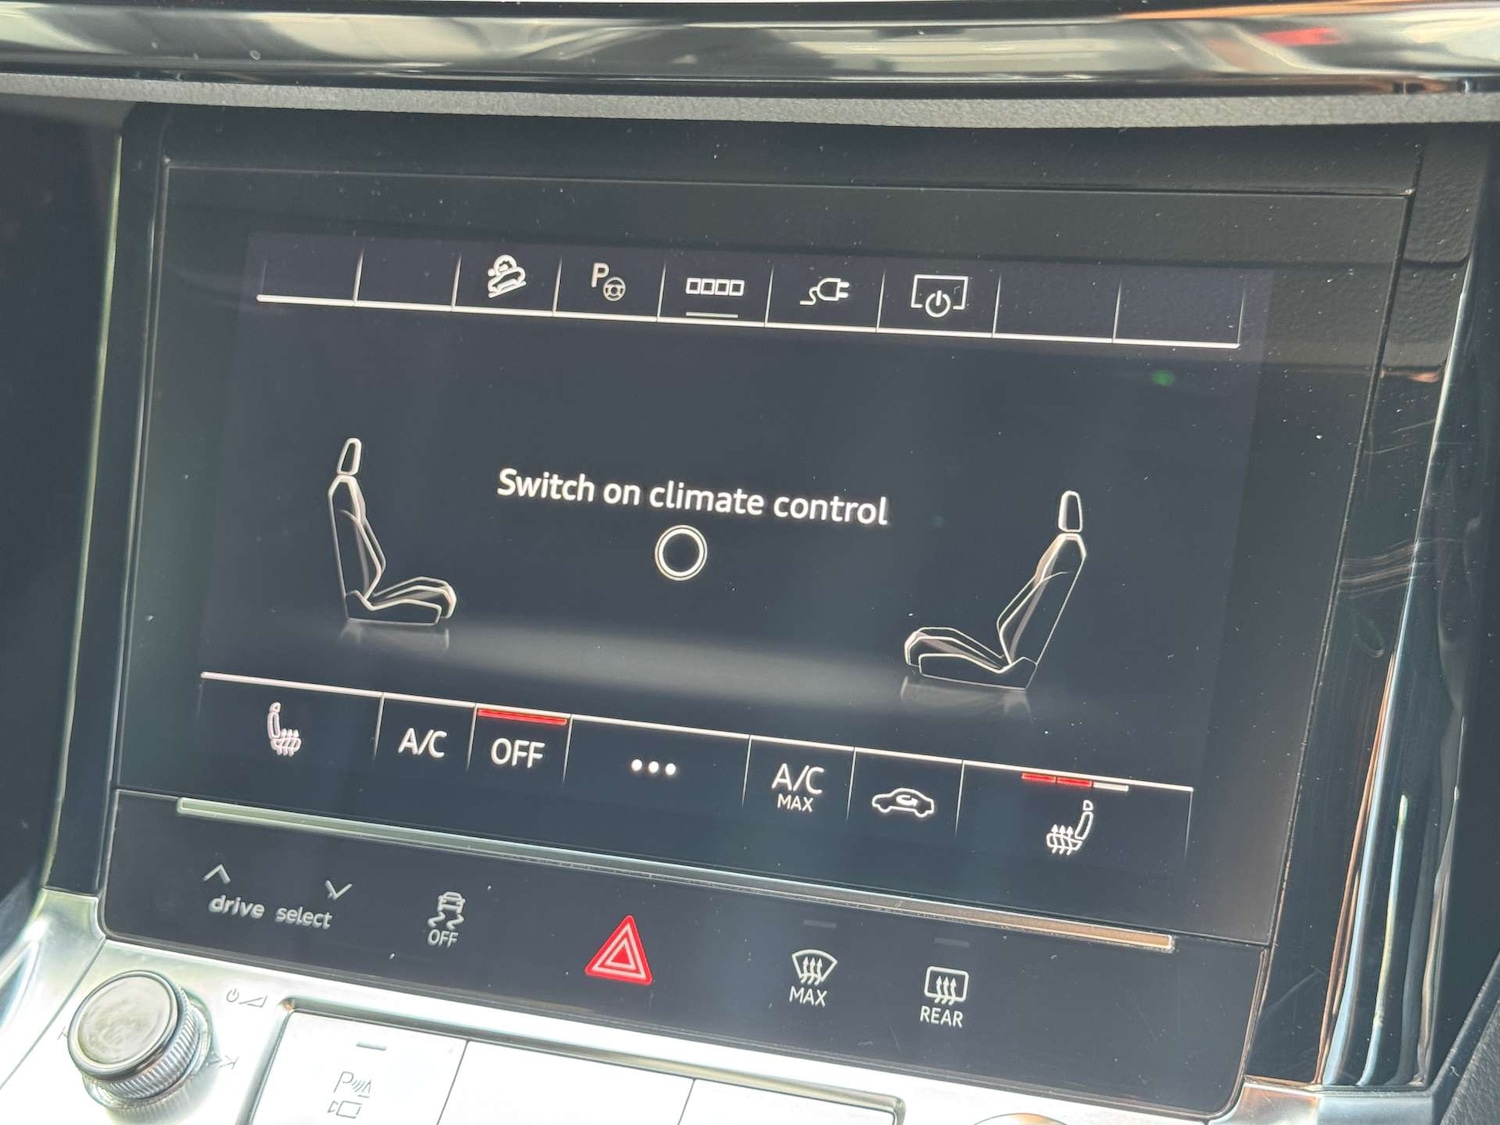 P
Switch on climate control
A/C
OFF
A/C
MAX
drive select
OFF
MAX
REAR
P